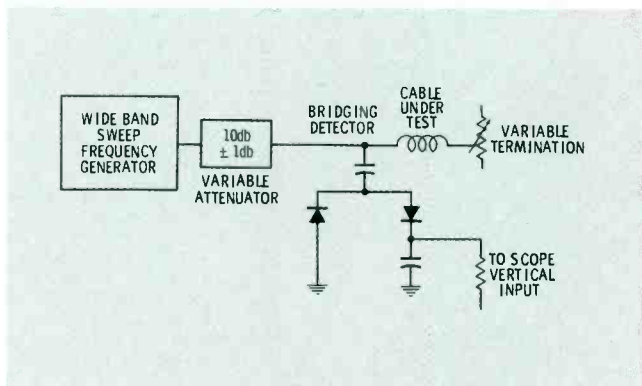 WIDE BAND
SWEEP
FREQUENCY
GENERATOR
10db
± 1db
VARIABLE
ATTENUATOR
BRIDGING
DETECTOR
CABLE
UNDER
TEST
VARIABLE
TERMINATION
TO SCOPE
VERTICAL
INPUT